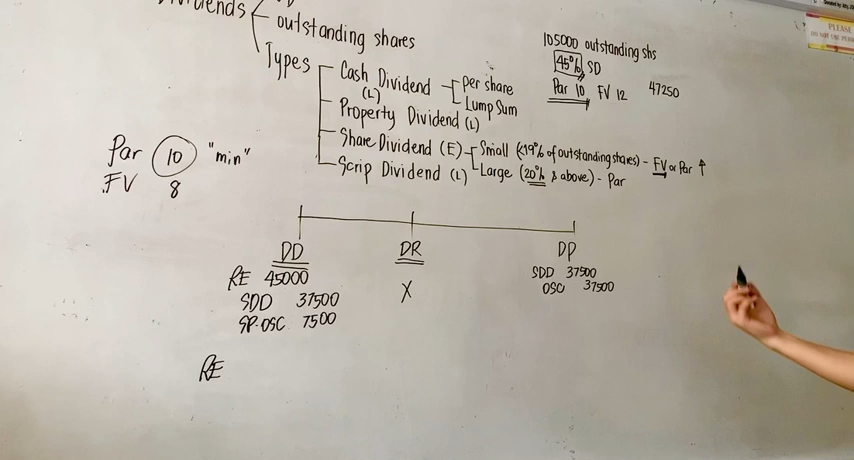 Dividends
outstanding shares
Types
Cash Dividend
(L)
Per share
Lump Sum
Property Dividend (L)
Share Dividend (E)
Small (<19% of outstanding shares) - FV or Par ↑
Large (20% & above) - Par
Scrip Dividend (L)
105000 outstanding shs
45% SD
Par 10 FV 12 47250
Par 10 "min"
FV 8
DD DR DP
RE 45000
SDD 37500
SP-OSC 7500
X
SDD 37500
OSC 37500
RE
PLEASE